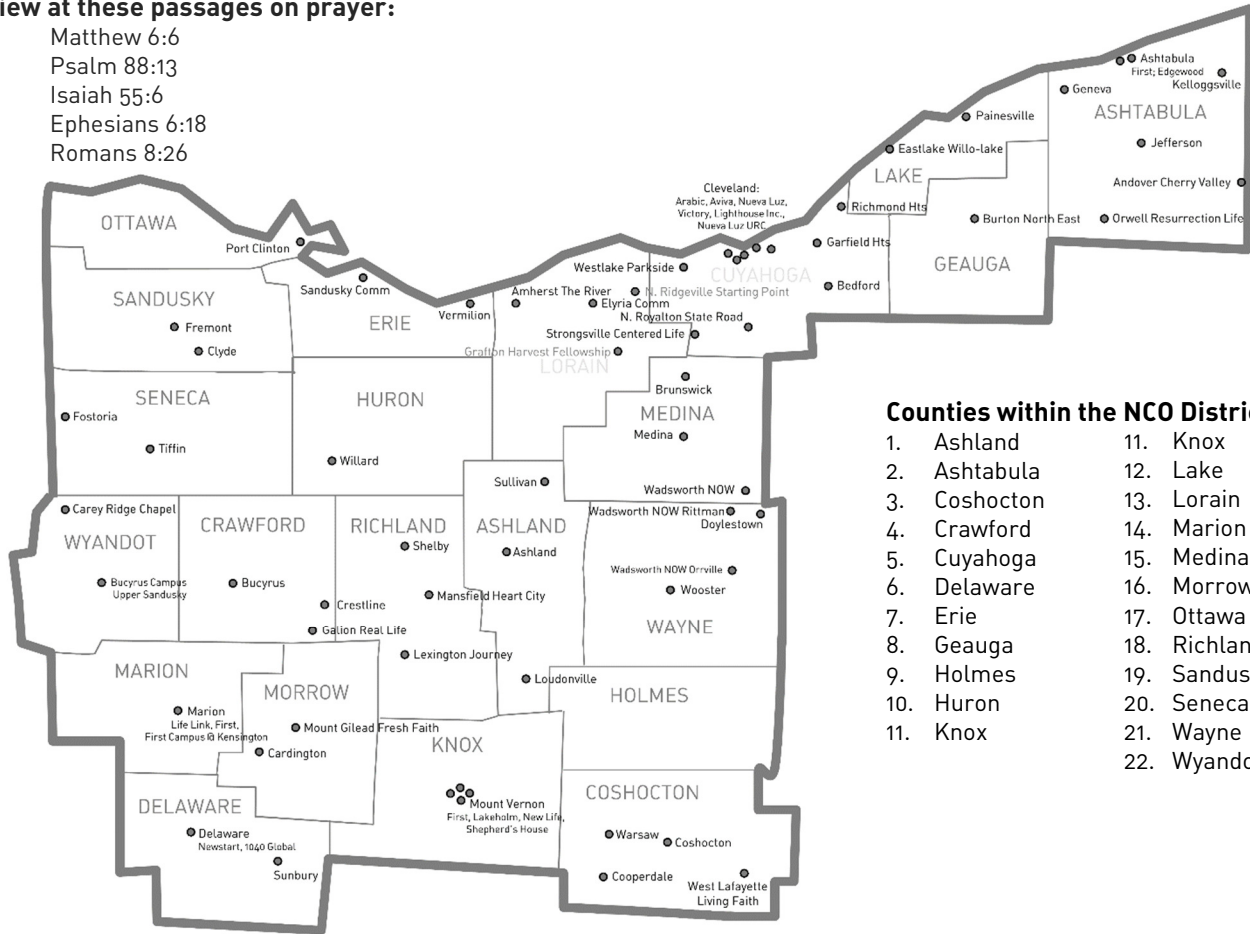 iew at these passages on prayer:
Matthew 6:6
Psalm 88:13
Isaiah 55:6
Ephesians 6:18
Romans 8:26
Ashtabula
First; Edgewood
Kelloggsville
Geneva
ASHTABULA
Painesville
Jefferson
Eastlake Willo-lake
LAKE
Andover Cherry Valley
Cleveland:
Arabic, Aviva, Nueva Luz,
Victory, Lighthouse Inc.,
Nueva Luz URC
Richmond Hts
Burton North East
Orwell Resurrection Life
OTTAWA
Port Clinton
Garfield Hts
GEAUGA
Westlake Parkside
CUYAHOGA
Bedford
Sandusky Comm
SANDUSKY
Amherst The River
N. Ridgeville Starting Point
Elyria Comm
Vermilion
ERIE
N. Royalton State Road
Fremont
Strongsville Centered Life
Clyde
Grafton Harvest Fellowship
LORAIN
Brunswick
SENECA
HURON
MEDINA
Fostoria
Medina
Tiffin
Willard
Sullivan
Wadsworth NOW
Carey Ridge Chapel
Wadsworth NOW Rittman
Doylestown
CRAWFORD
RICHLAND
ASHLAND
WYANDOT
Shelby
Ashland
Bucyrus Campus
Upper Sandusky
Bucyrus
Wadsworth NOW Orrville
Wooster
Crestline
Mansfield Heart City
WAYNE
Galion Real Life
Lexington Journey
MARION
Loudonville
MORROW
HOLMES
Marion
Life Link, First,
First Campus @ Kensington
Mount Gilead Fresh Faith
Cardington
KNOX
COSHOCTON
DELAWARE
Mount Vernon
First, Lakeholm, New Life,
Shepherd's House
Delaware
Newstart, 1040 Global
Sunbury
Warsaw
Coshocton
Cooperdale
West Lafayette
Living Faith
Counties within the NCO Distri
1. Ashland
2. Ashtabula
3. Coshocton
4. Crawford
5. Cuyahoga
6. Delaware
7. Erie
8. Geauga
9. Holmes
10. Huron
11. Knox
11. Knox
12. Lake
13. Lorain
14. Marion
15. Medina
16. Morrow
17. Ottawa
18. Richlan
19. Sandus
20. Seneca
21. Wayne
22. Wyando